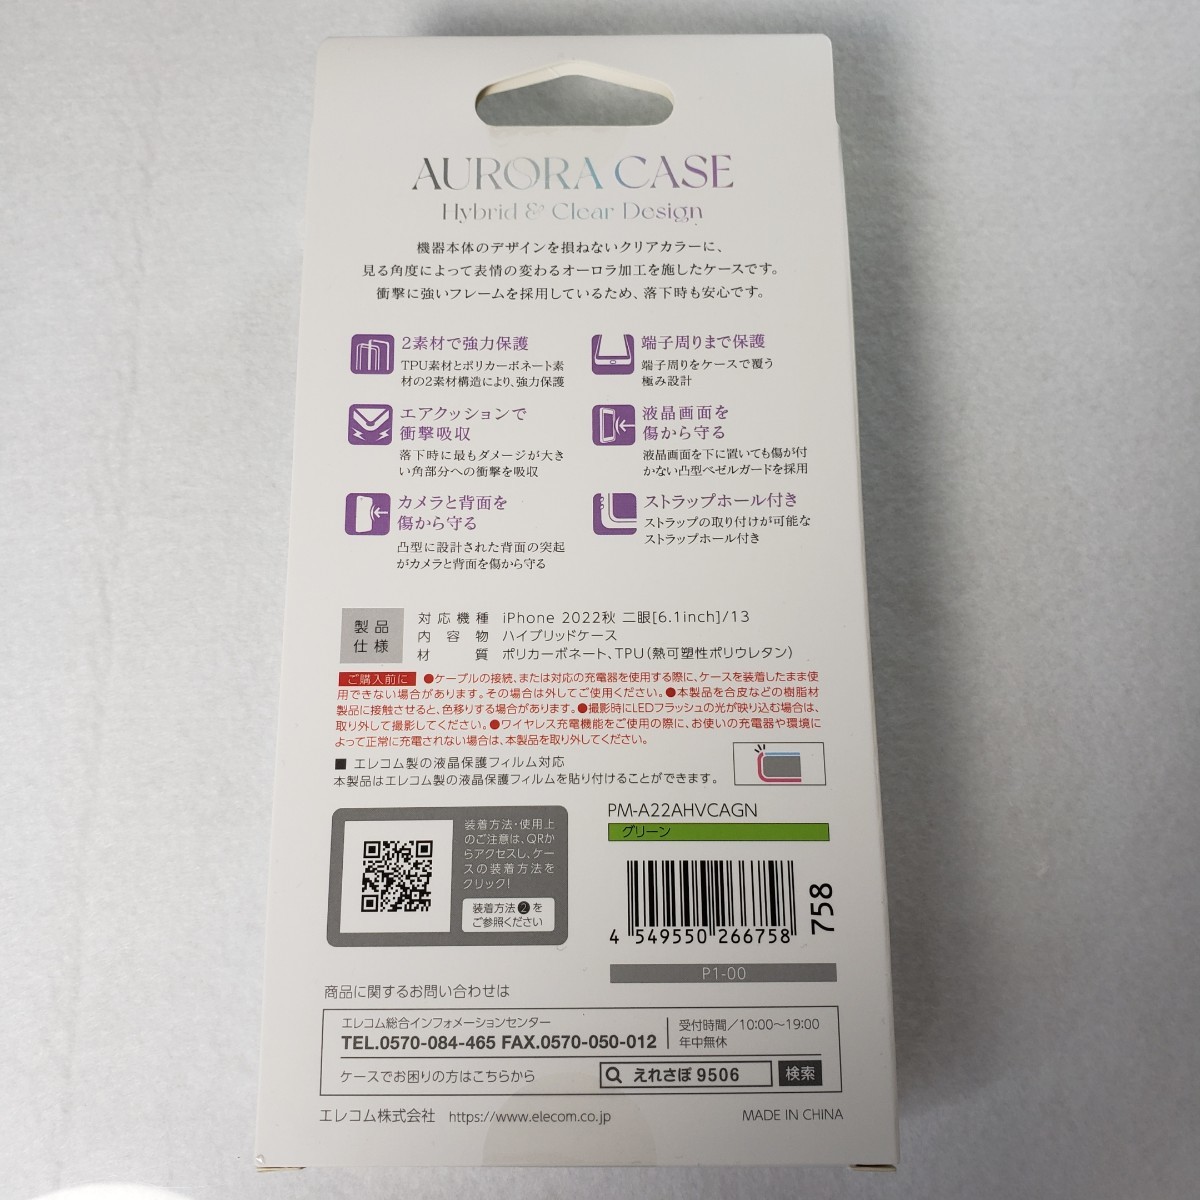 AURORA CASE
Hybrid & Clear Design
機器本体のデザインを損ねないクリアカラーに、
見る角度によって表情の変わるオーロラ加工を施したケースです。
衝撃に強いフレームを採用しているため、落下時も安心です。
2素材で強力保護
TPU素材とポリカーボネート素
材の2素材構造により、強力保護
端子周りまで保護
端子周りをケースで覆う
極み設計
エアクッションで
衝撃吸収
落下時に最もダメージが大き
い角部分への衝撃を吸収
液晶画面を
傷から守る
液晶画面を下に置いても傷が付
かない凸型ベゼルガードを採用
カメラと背面を
傷から守る
凸型に設計された背面の突起
がカメラと背面を傷から守る
ストラップホール付き
ストラップの取り付けが可能な
ストラップホール付き
製品
仕様
対応機種 iPhone 2022秋 二眼[6.1inch]/13
内容物 ハイブリッドケース
材質 ポリカーボネート、TPU(熱可塑性ポリウレタン)
ご購入前に ●ケーブルの接続、または対応の充電器を使用する際に、ケースを装着したまま使
用できない場合があります。その場合は外してご使用ください。●本製品を合皮などの樹脂材
製品に接触させると、色移りする場合があります。●撮影時にLEDフラッシュの光が映り込む場合は、
取り外して撮影してください。●ワイヤレス充電機能をご使用の際に、お使いの充電器や環境に
よって正常に充電されない場合は、本製品を取り外してください。
■ エレコム製の液晶保護フィルム対応
本製品はエレコム製の液晶保護フィルムを貼り付けることができます。
装着方法・使用上
のご注意は、QRか
らアクセスし、ケー
スの装着方法を
クリック!
装着方法❷を
ご参照ください
PM-A22AHVCAGN
グリーン
4 549550 266758
758
P1-00
商品に関するお問い合わせは
エレコム総合インフォメーションセンター
TEL.0570-084-465 FAX.0570-050-012
受付時間/10:00〜19:00
年中無休
ケースでお困りの方はこちらから
えれさぽ 9506
検索
エレコム株式会社 https://www.elecom.co.jp
MADE IN CHINA